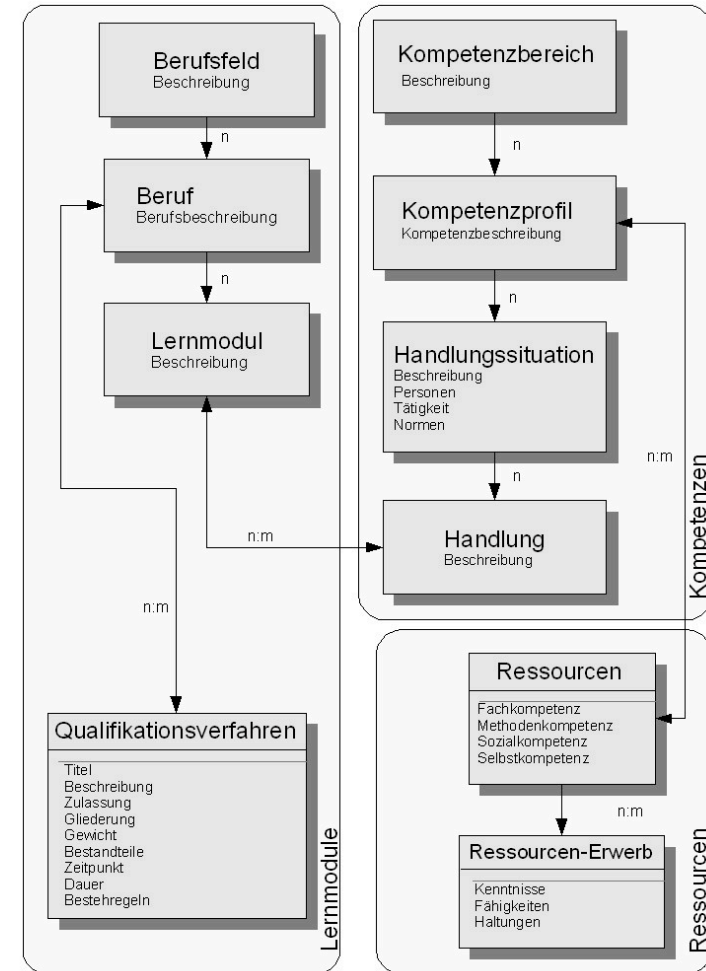 Berufsfeld
Beschreibung
n
Beruf
Berufsbeschreibung
n
Lernmodul
Beschreibung
n:m
n:m
Qualifikationsverfahren
Titel
Beschreibung
Zulassung
Gliederung
Gewicht
Bestandteile
Zeitpunkt
Dauer
Bestehregeln
Lernmodule
Kompetenzbereich
Beschreibung
n
Kompetenzprofil
Kompetenzbeschreibung
n
Handlungssituation
Beschreibung
Personen
Tätigkeit
Normen
n
n:m
Handlung
Beschreibung
Kompetenzen
Ressourcen
Fachkompetenz
Methodenkompetenz
Sozialkompetenz
Selbstkompetenz
n:m
Ressourcen-Erwerb
Kenntnisse
Fähigkeiten
Haltungen
Ressourcen